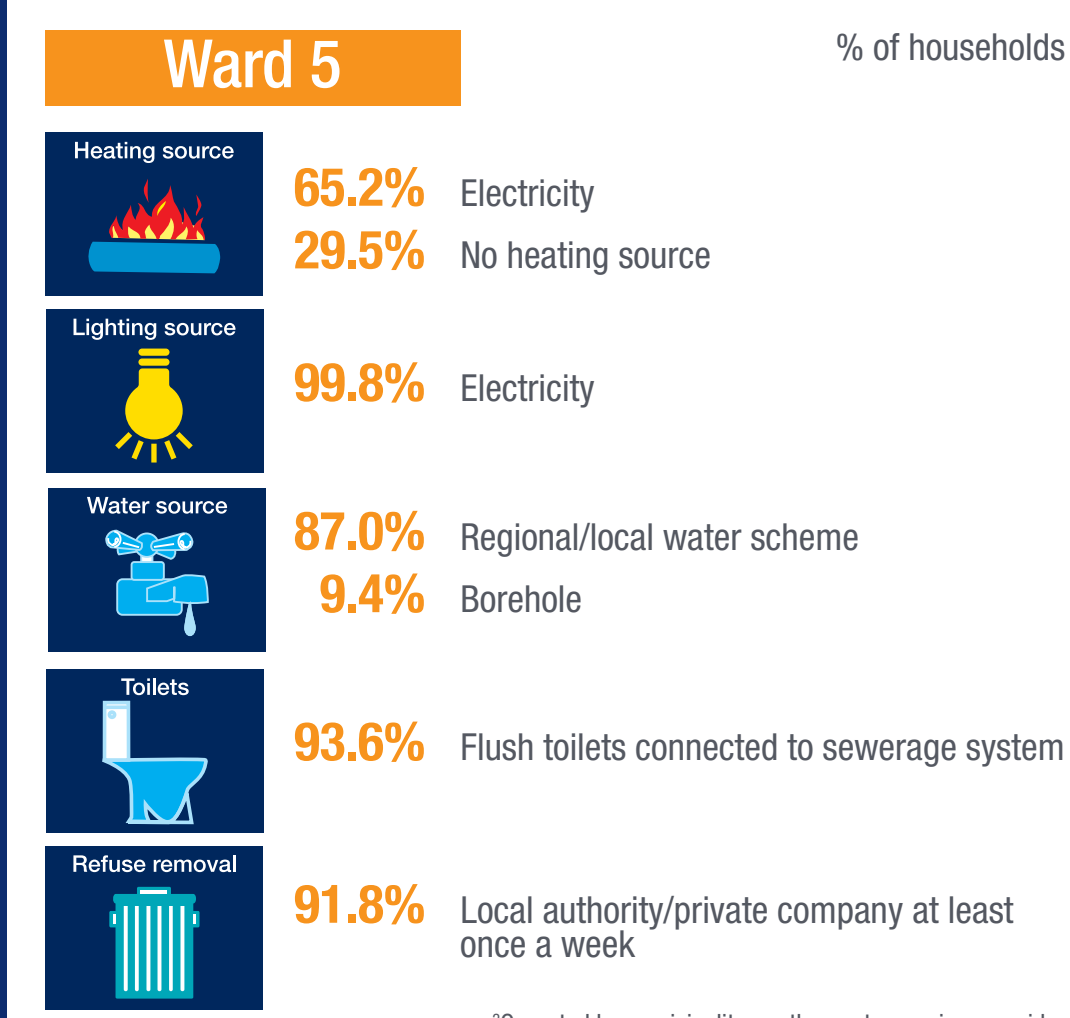 Ward 5
% of households
Heating source
65.2% Electricity
29.5% No heating source
Lighting source
99.8% Electricity
Water source
87.0% Regional/local water scheme
9.4% Borehole
Toilets
93.6% Flush toilets connected to sewerage system
Refuse removal
91.8% Local authority/private company at least
once a week